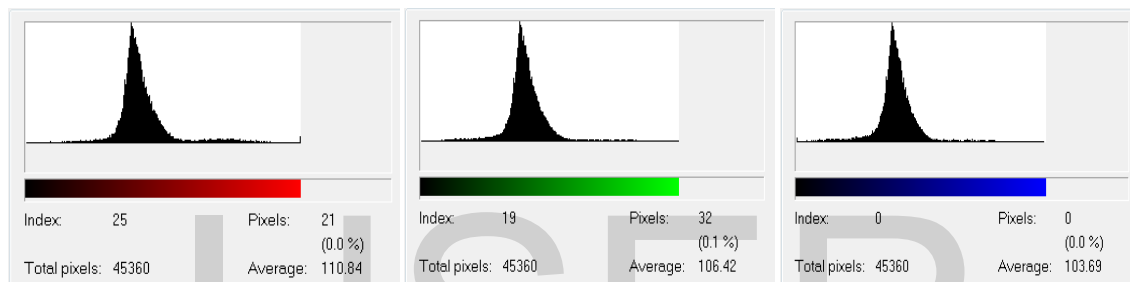 Index: 25 Pixels: 21
(0.0 %)
Total pixels: 45360 Average: 110.84
Index: 19 Pixels: 32
(0.1 %)
Total pixels: 45360 Average: 106.42
Index: 0 Pixels: 0
(0.0 %)
Total pixels: 45360 Average: 103.69